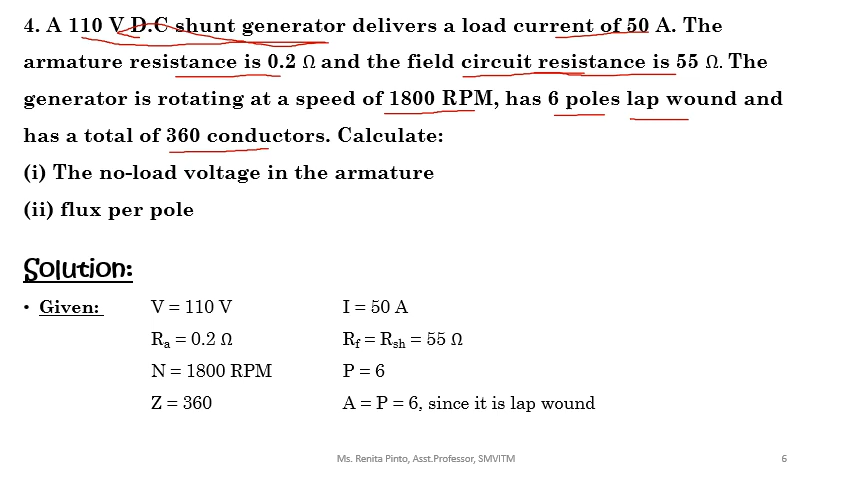 4. A 110 V D.C shunt generator delivers a load current of 50 A. The
armature resistance is 0.2 Ω and the field circuit resistance is 55 Ω. The
generator is rotating at a speed of 1800 RPM, has 6 poles lap wound and
has a total of 360 conductors. Calculate:
(i) The no-load voltage in the armature
(ii) flux per pole
Solution:
• Given: V = 110 V I = 50 A
Rₐ = 0.2 Ω R_f = R_sh = 55 Ω
N = 1800 RPM P = 6
Z = 360 A = P = 6, since it is lap wound
Ms. Renita Pinto, Asst.Professor, SMVITM 6